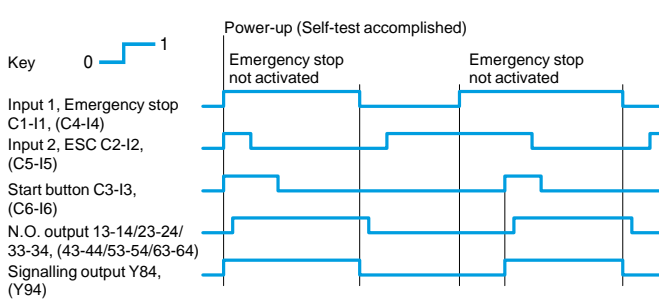 Power-up (Self-test accomplished)
Key 0 1
Emergency stop
not activated
Emergency stop
not activated
Input 1, Emergency stop
C1-I1, (C4-I4)
Input 2, ESC C2-I2,
(C5-I5)
Start button C3-I3,
(C6-I6)
N.O. output 13-14/23-24/
33-34, (43-44/53-54/63-64)
Signalling output Y84,
(Y94)